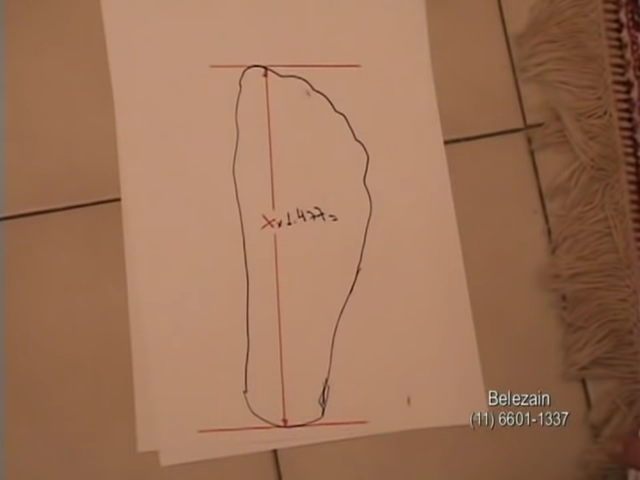 X x 1.477=
Belezain
(11) 6601-1337